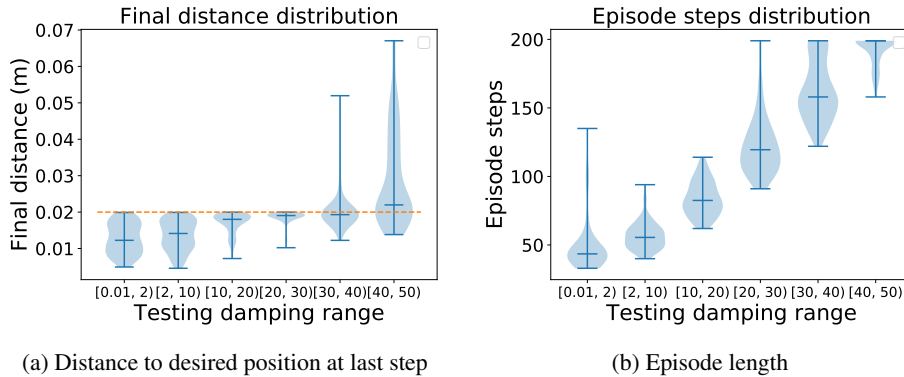 Final distance distribution
0.07
0.06
0.05
0.04
0.03
0.02
0.01
Final distance (m)
[0.01, 2) [2, 10) [10, 20) [20, 30) [30, 40) [40, 50)
Testing damping range
(a) Distance to desired position at last step
Episode steps distribution
200
150
100
50
Episode steps
[0.01, 2) [2, 10) [10, 20) [20, 30) [30, 40) [40, 50)
Testing damping range
(b) Episode length